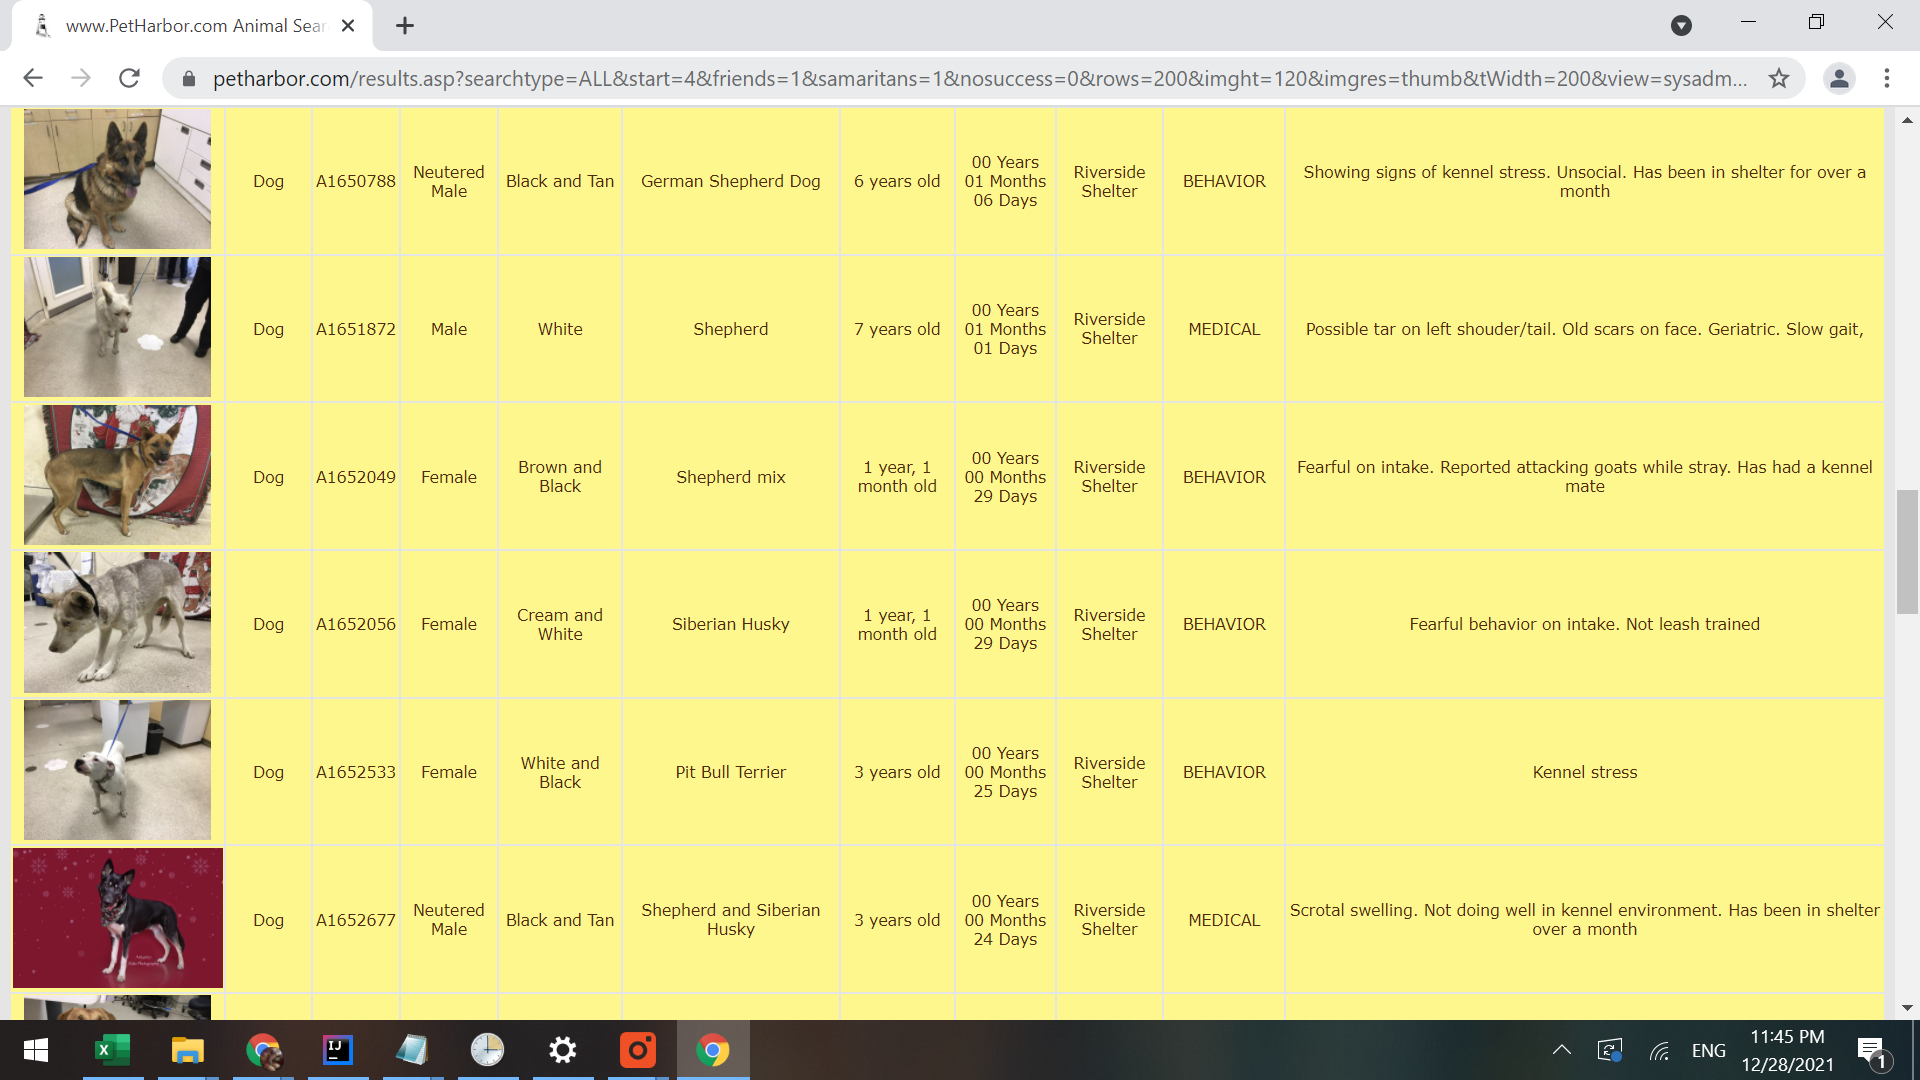 www.PetHarbor.com Animal Sear
petharbor.com/results.asp?searchtype=ALL&start=4&friends=1&samaritans=1&nosuccess=0&rows=200&imght=120&imgres=thumb&tWidth=200&view=sysadm...
Dog
A1650788
Neutered
Male
Black and Tan
German Shepherd Dog
6 years old
00 Years
01 Months
06 Days
Riverside
Shelter
BEHAVIOR
Showing signs of kennel stress. Unsocial. Has been in shelter for over a
month
Dog
A1651872
Male
White
Shepherd
7 years old
00 Years
01 Months
01 Days
Riverside
Shelter
MEDICAL
Possible tar on left shouder/tail. Old scars on face. Geriatric. Slow gait,
Dog
A1652049
Female
Brown and
Black
Shepherd mix
1 year, 1
month old
00 Years
00 Months
29 Days
Riverside
Shelter
BEHAVIOR
Fearful on intake. Reported attacking goats while stray. Has had a kennel
mate
Dog
A1652056
Female
Cream and
White
Siberian Husky
1 year, 1
month old
00 Years
00 Months
29 Days
Riverside
Shelter
BEHAVIOR
Fearful behavior on intake. Not leash trained
Dog
A1652533
Female
White and
Black
Pit Bull Terrier
3 years old
00 Years
00 Months
25 Days
Riverside
Shelter
BEHAVIOR
Kennel stress
Dog
A1652677
Neutered
Male
Black and Tan
Shepherd and Siberian
Husky
3 years old
00 Years
00 Months
24 Days
Riverside
Shelter
MEDICAL
Scrotal swelling. Not doing well in kennel environment. Has been in shelter
over a month
ENG
11:45 PM
12/28/2021
1